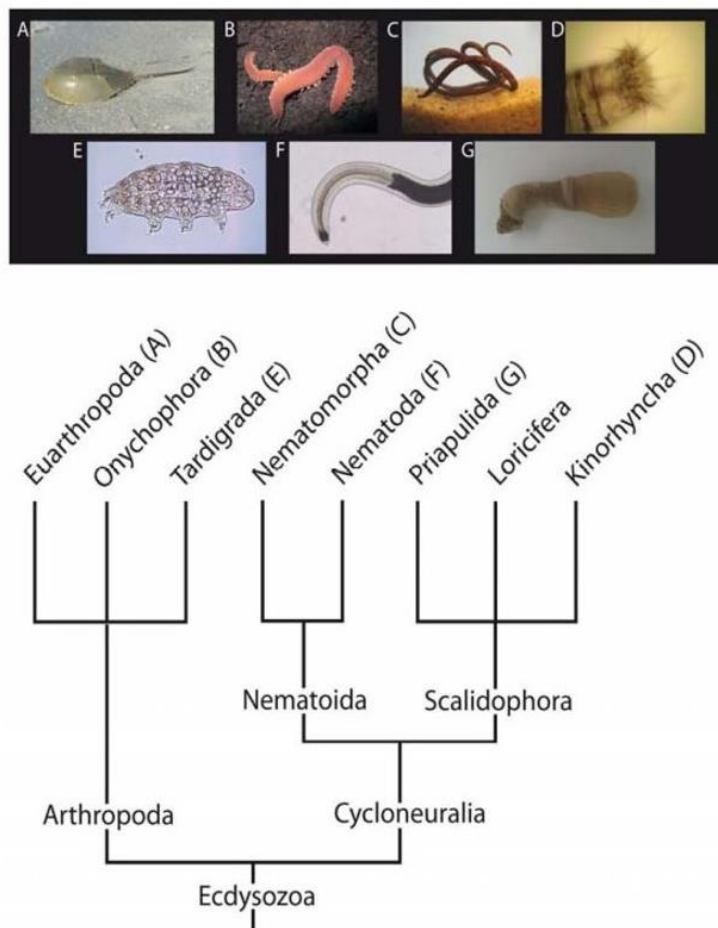 A
B
C
D
E
F
G
Euarthropoda (A)
Onychophora (B)
Tardigrada (E)
Nematomorpha (C)
Nematoda (F)
Priapulida (G)
Loricifera
Kinorhyncha (D)
Nematoida
Scalidophora
Arthropoda
Cycloneuralia
Ecdysozoa